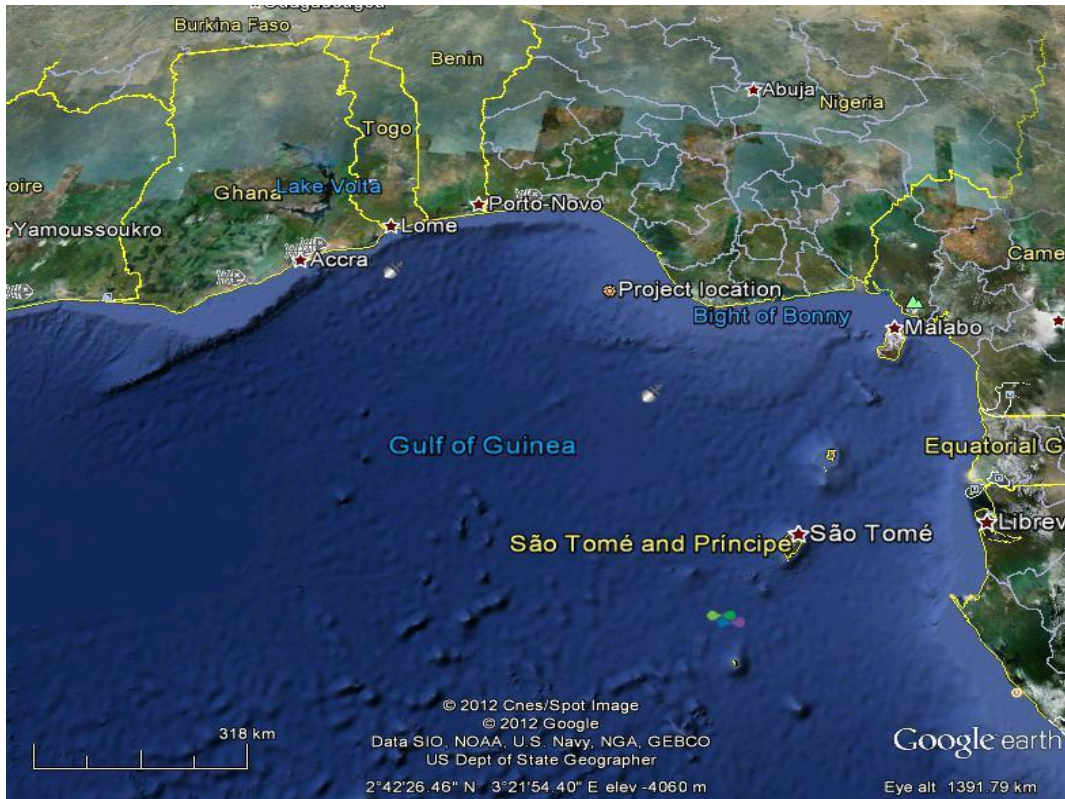 Burkina Faso
Benin
Abuja
Nigeria
Togo
Ghana
Lake Volta
Porto-Novo
Yamoussoukro
Lome
Accra
Project location
Bight of Bonny
Malabo
Gulf of Guinea
São Tomé and Príncipe
São Tomé
© 2012 Cnes/Spot Image
© 2012 Google
Data SIO, NOAA, U.S. Navy, NGA, GEBCO
US Dept of State Geographer
318 km
Google earth
2°42'26.46" N 3°21'54.40" E elev -4060 m
Eye alt 1391.79 km